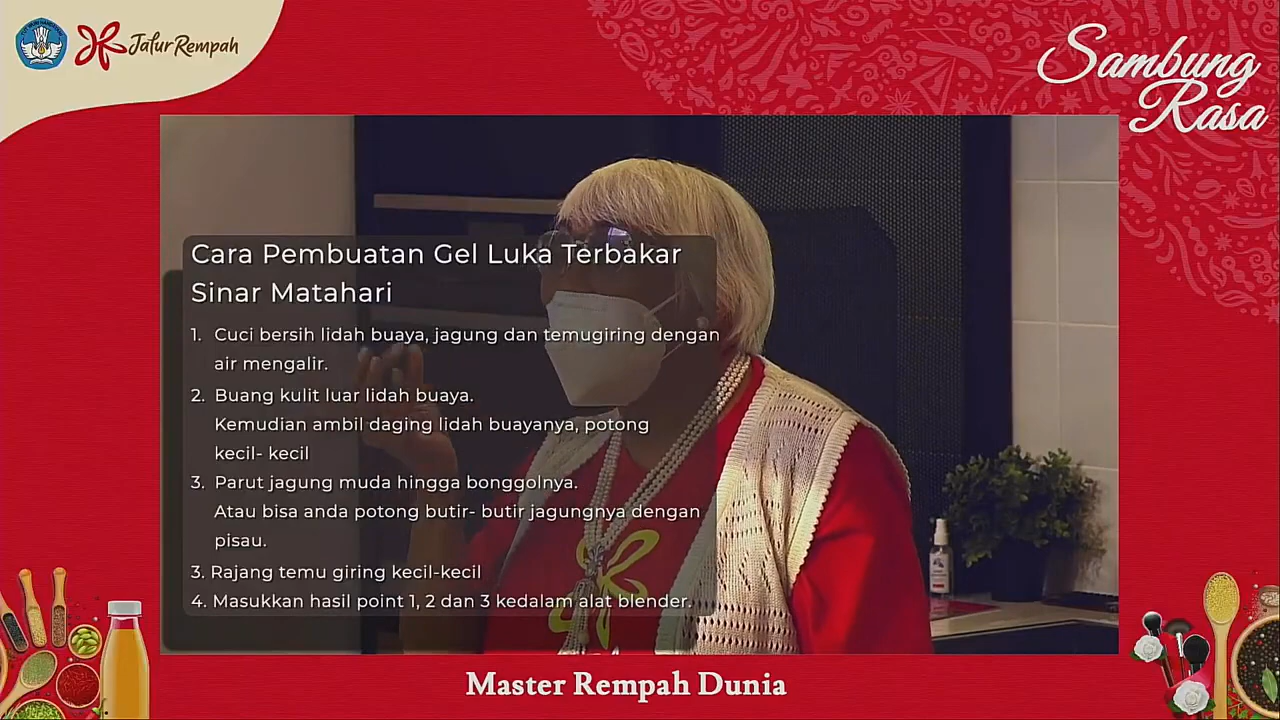 Jalur Rempah
Sambung
Rasa
Cara Pembuatan Gel Luka Terbakar
Sinar Matahari
1. Cuci bersih lidah buaya, jagung dan temugiring dengan
air mengalir.
2. Buang kulit luar lidah buaya.
Kemudian ambil daging lidah buayanya, potong
kecil- kecil
3. Parut jagung muda hingga bonggolnya.
Atau bisa anda potong butir- butir jagungnya dengan
pisau.
3. Rajang temu giring kecil-kecil
4. Masukkan hasil point 1, 2 dan 3 kedalam alat blender.
Master Rempah Dunia